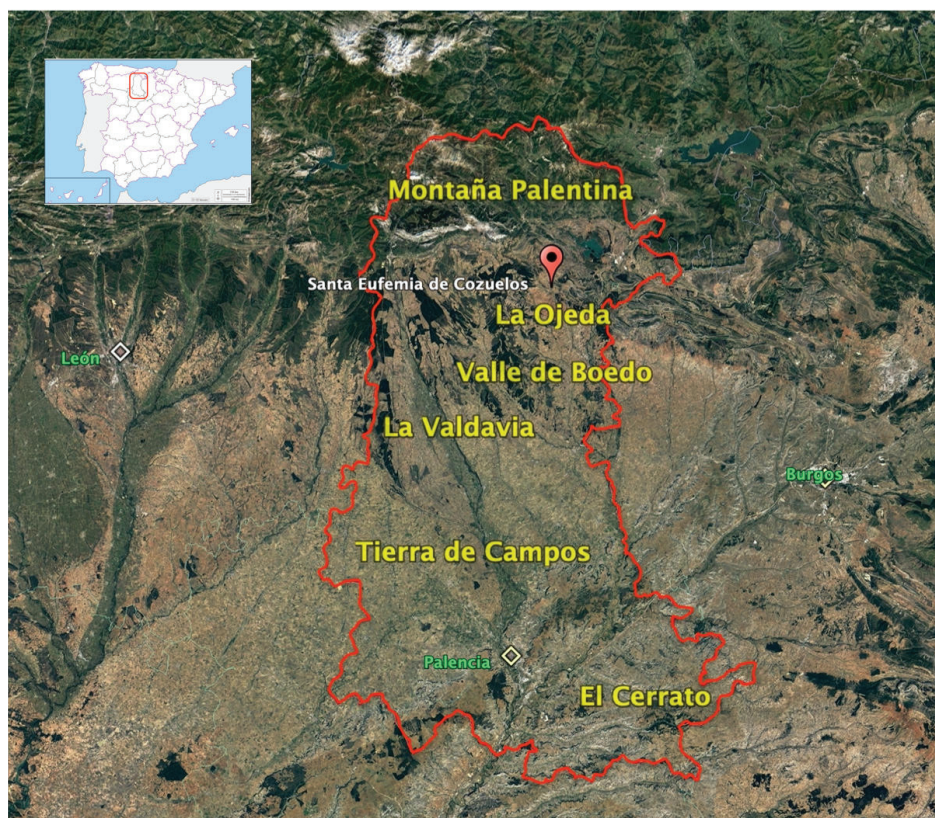 Montaña Palentina
Santa Eufemia de Cozuelos
La Ojeda
León
Valle de Boedo
La Valdavia
Burgos
Tierra de Campos
Palencia
El Cerrato